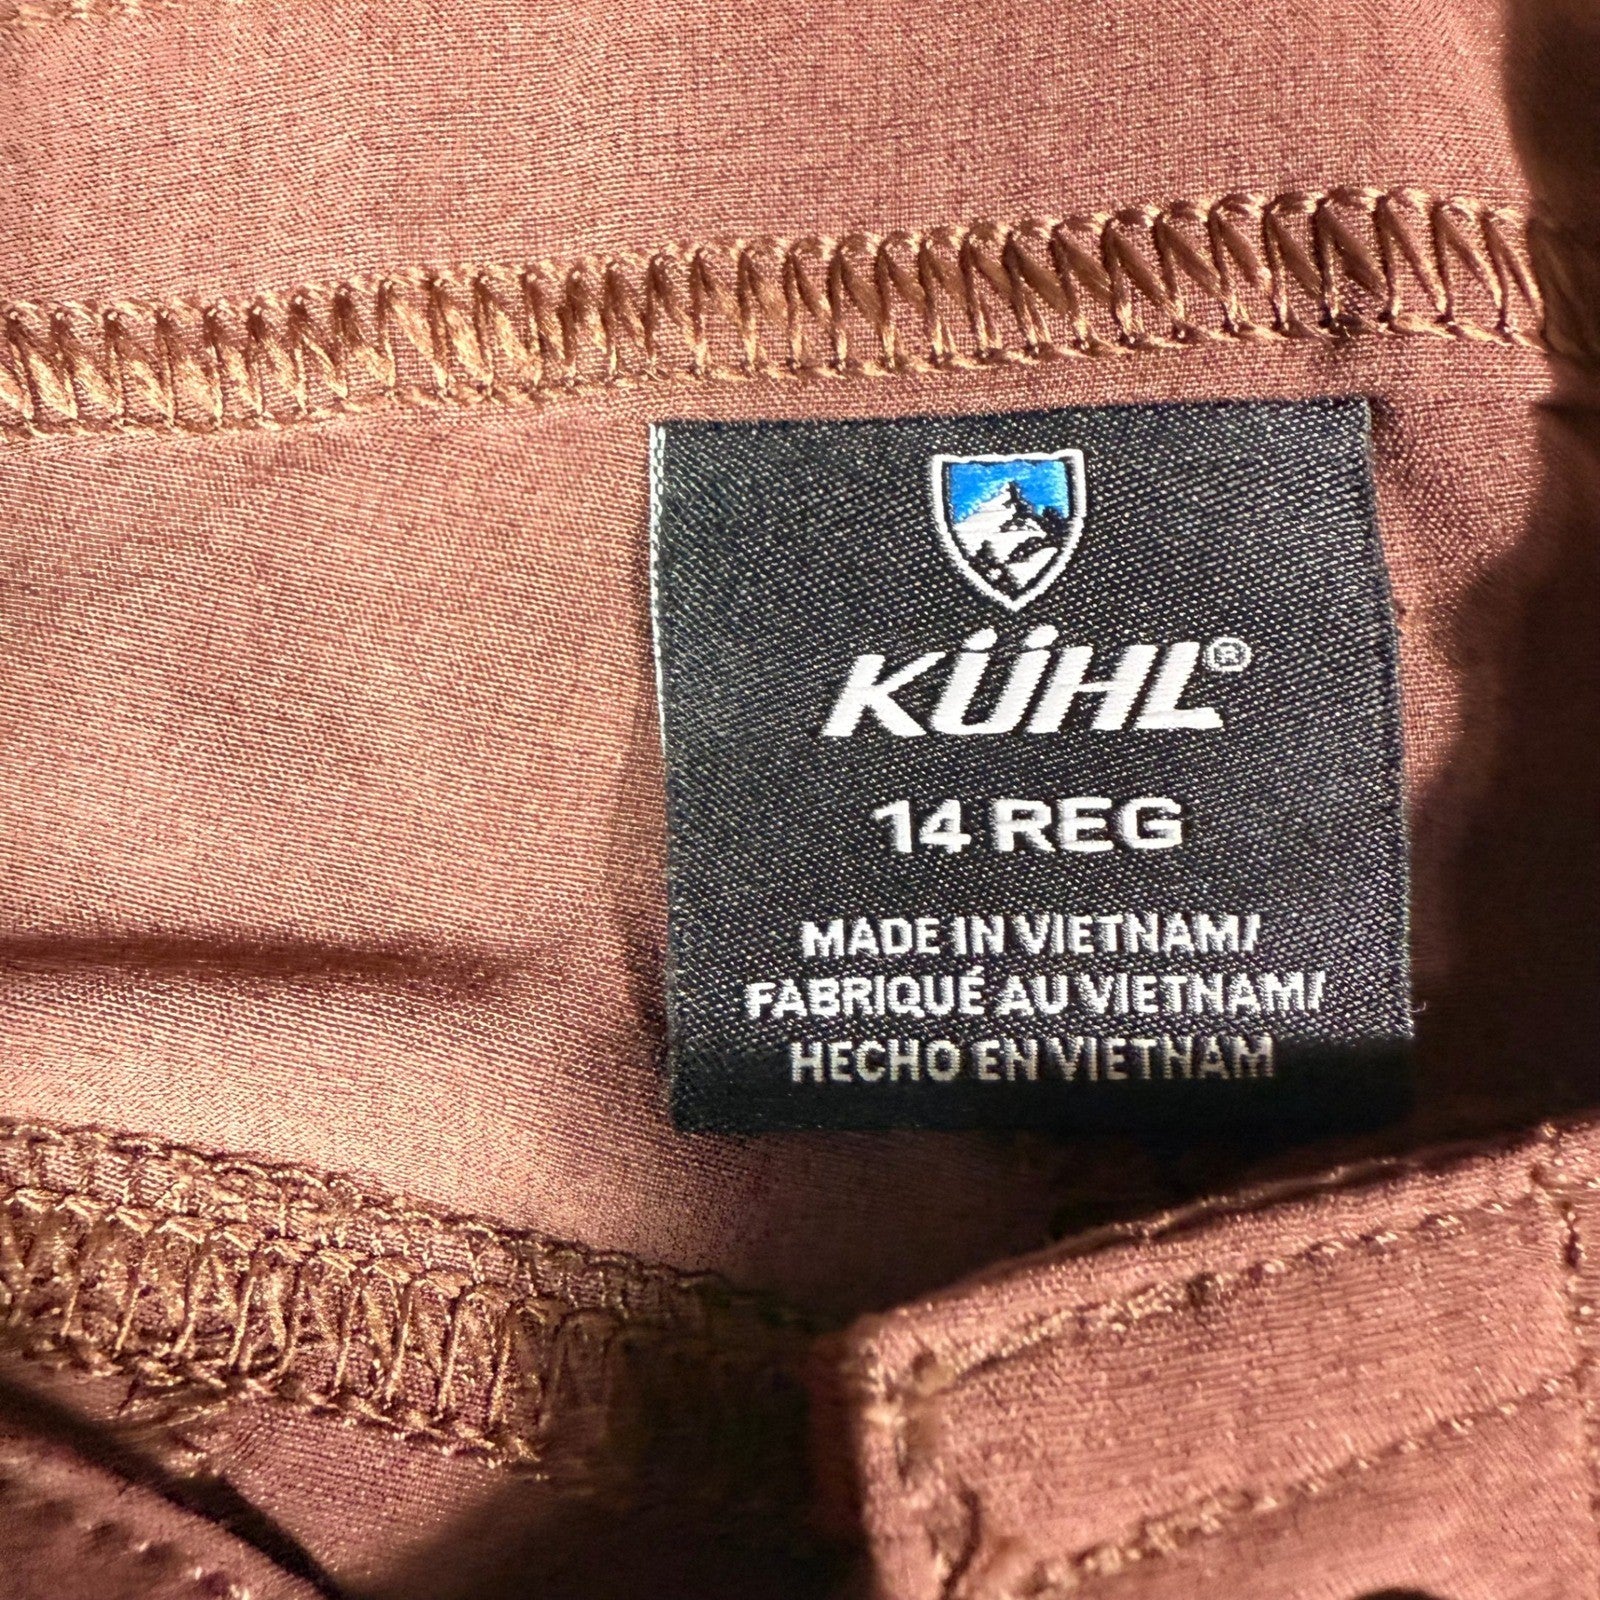 KÜHL®
14 REG
MADE IN VIETNAM/
FABRIQUÉ AU VIETNAM/
HECHO EN VIETNAM